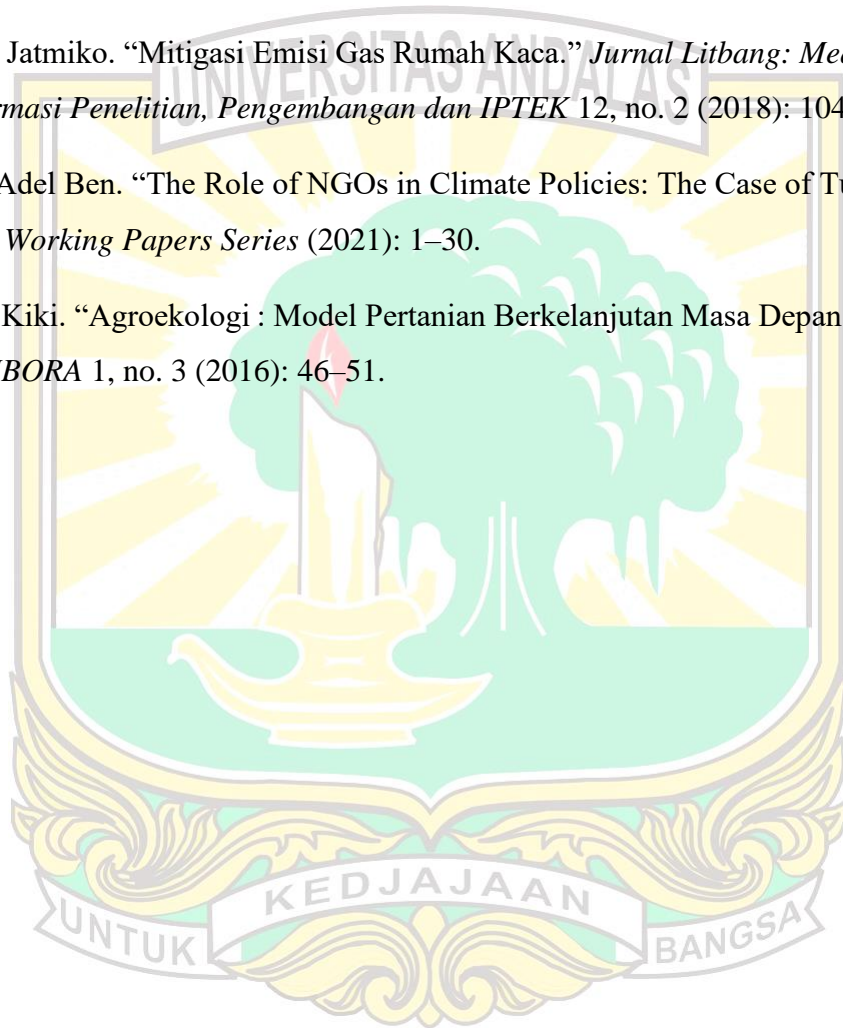 Jatmiko. “Mitigasi Emisi Gas Rumah Kaca.” Jurnal Litbang: Me
UNIVERSITAS ANDALAS
rmasi Penelitian, Pengembangan dan IPTEK 12, no. 2 (2018): 104
Adel Ben. “The Role of NGOs in Climate Policies: The Case of Tu
Working Papers Series (2021): 1–30.
Kiki. “Agroekologi : Model Pertanian Berkelanjutan Masa Depan
BORA 1, no. 3 (2016): 46–51.
UNTUK KEDJAJAAN BANGSA